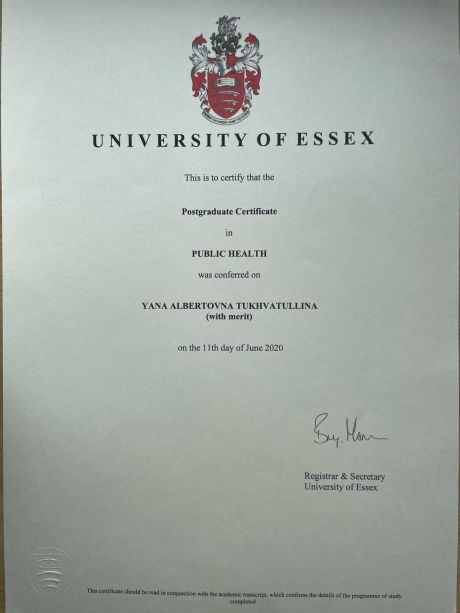 UNIVERSITY OF ESSEX
This is to certify that the
Postgraduate Certificate
in
PUBLIC HEALTH
was conferred on
YANA ALBERTOVNA TUKHVATULLINA
(with merit)
on the 11th day of June 2020
Registrar & Secretary
University of Essex
This certificate should be read in conjunction with the academic transcript, which confirms the details of the programme of study
completed